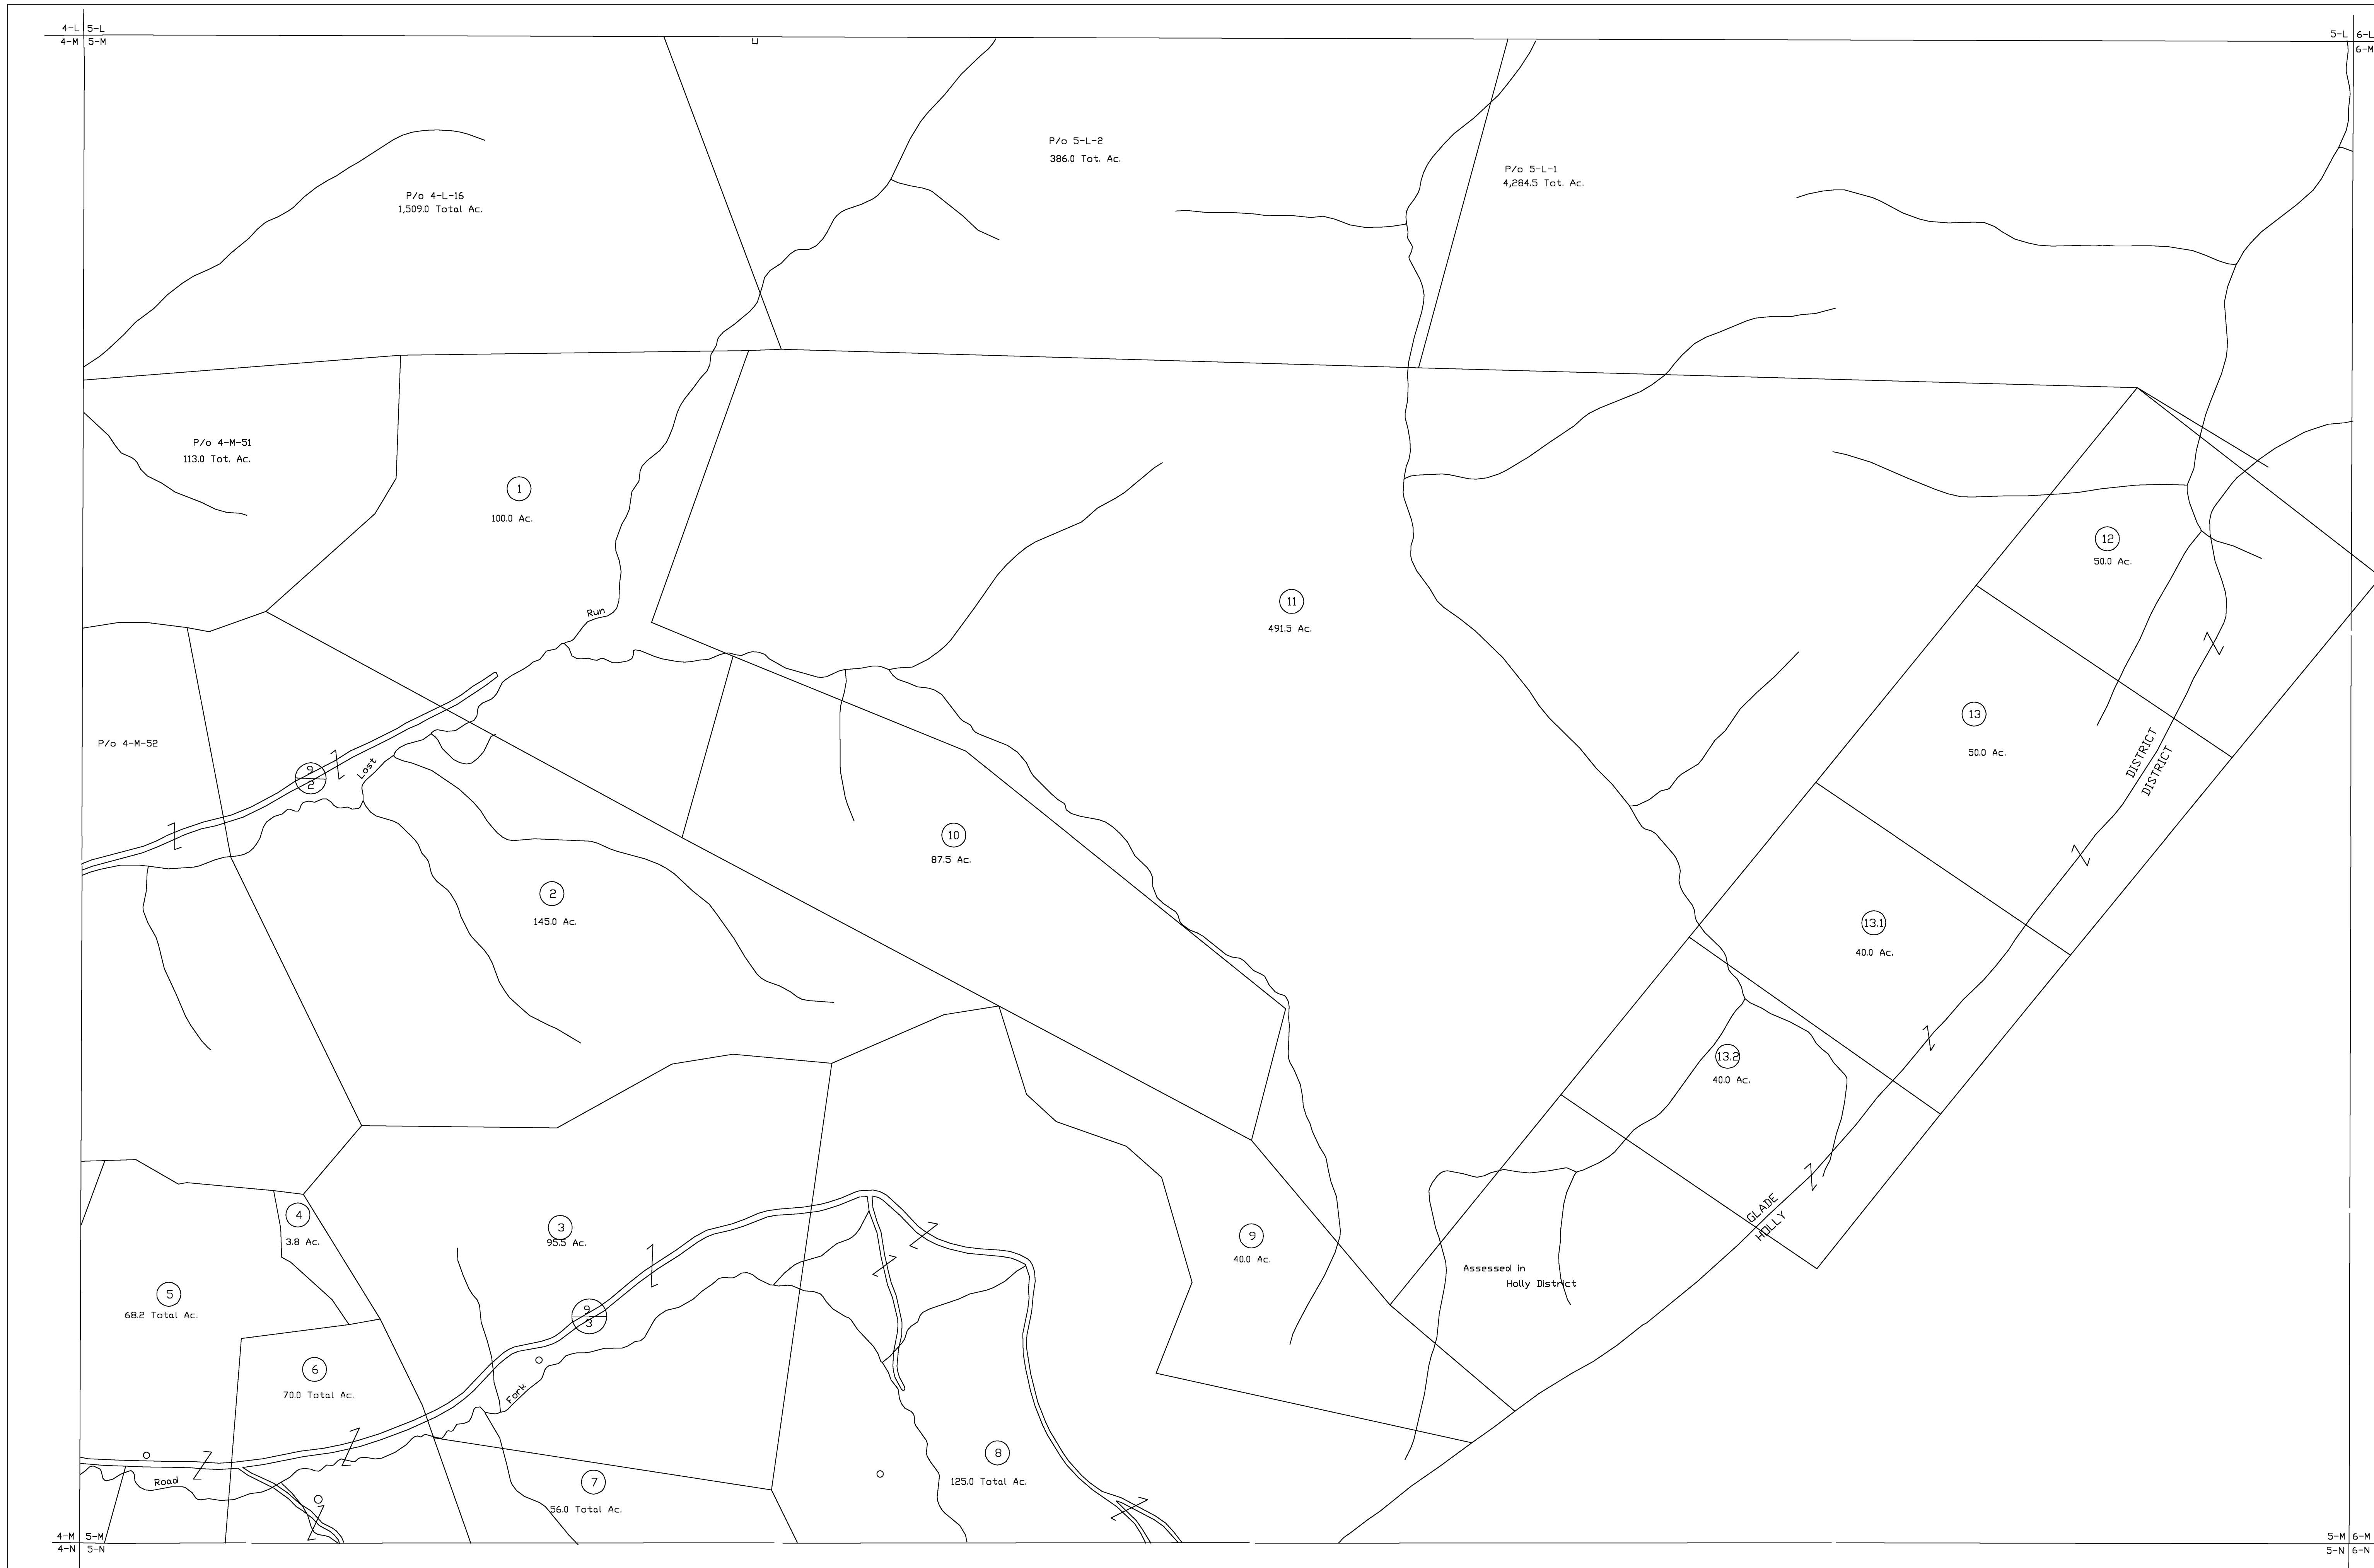 4-L 5-L
4-M 5-M
5-L 6-L
6-M
P/o 5-L-2
386.0 Tot. Ac.
P/o 5-L-1
4,284.5 Tot. Ac.
P/o 4-L-16
1,509.0 Total Ac.
P/o 4-M-51
113.0 Tot. Ac.
1
100.0 Ac.
12
50.0 Ac.
11
491.5 Ac.
Run
13
50.0 Ac.
P/o 4-M-52
DISTRICT
DISTRICT
Lost
9
2
10
87.5 Ac.
2
145.0 Ac.
13.1
40.0 Ac.
13.2
40.0 Ac.
4
3.8 Ac.
3
95.5 Ac.
9
40.0 Ac.
GLADE
HOLLY
Assessed in
Holly District
5
68.2 Total Ac.
9
3
6
70.0 Total Ac.
Fork
8
125.0 Total Ac.
Road
7
56.0 Total Ac.
4-M 5-M
4-N 5-N
5-M 6-M
5-N 6-N